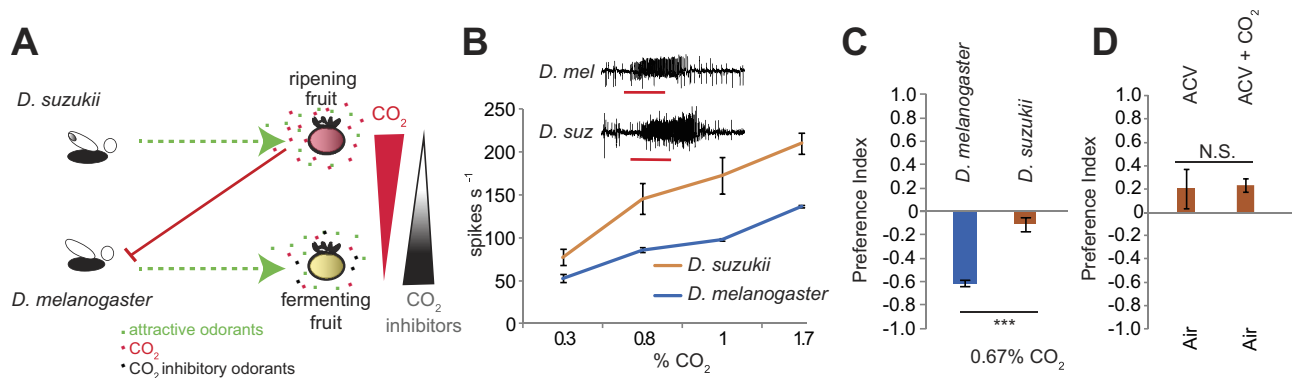 A
D. suzukii
ripening
fruit
CO2
D. melanogaster
fermenting
fruit
CO2
inhibitors
attractive odorants
CO2
CO2 inhibitory odorants
B
D. mel
D. suz
250
200
150
100
50
0
spikes s-1
0.3 0.8 1 1.7
% CO2
D. suzukii
D. melanogaster
C
D. melanogaster
D. suzukii
Preference Index
1.0
0.8
0.6
0.4
0.2
0
-0.2
-0.4
-0.6
-0.8
-1.0
***
0.67% CO2
D
ACV
ACV + CO2
Preference Index
1.0
0.8
0.6
0.4
0.2
0
-0.2
-0.4
-0.6
-0.8
-1.0
N.S.
Air
Air